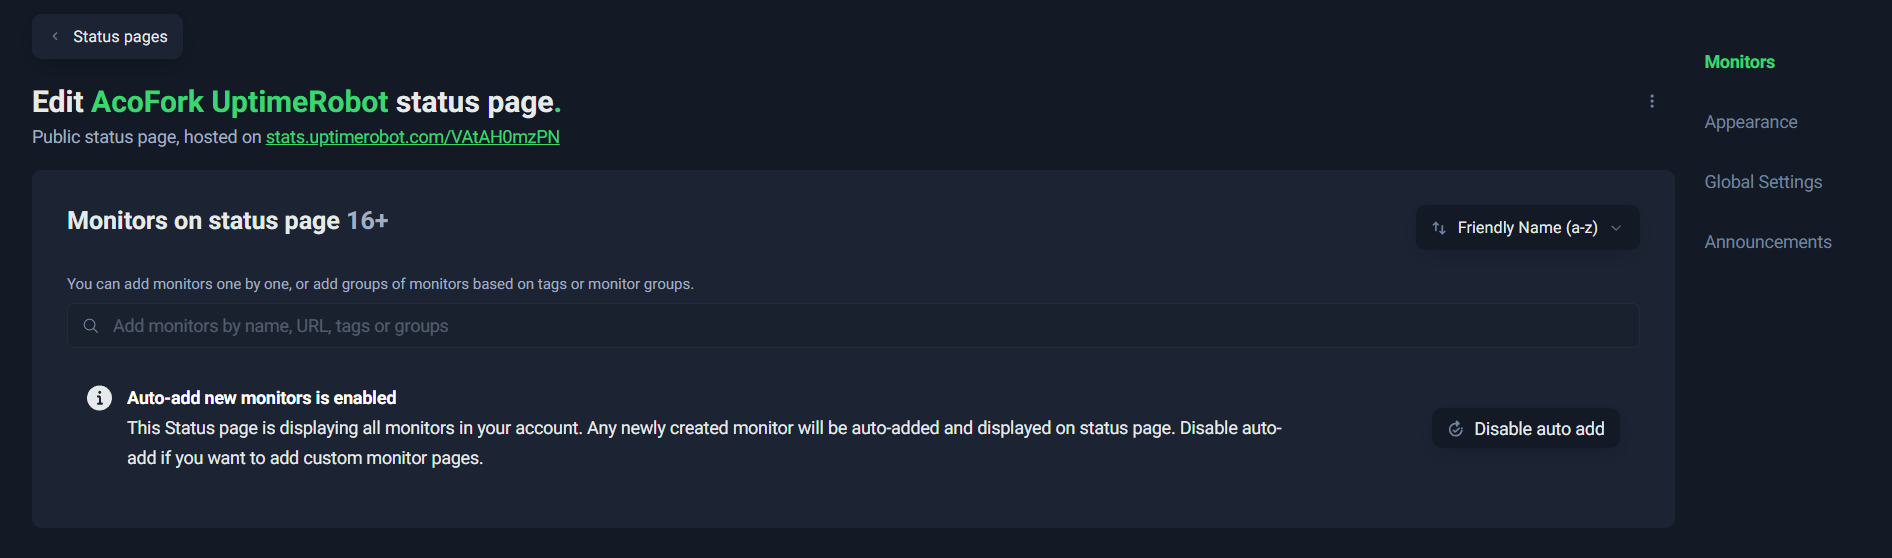 Status pages
Edit AcoFork UptimeRobot status page.
Public status page, hosted on stats.uptimerobot.com/VAtAH0mzPN
Monitors on status page 16+
Friendly Name (a-z)
You can add monitors one by one, or add groups of monitors based on tags or monitor groups.
Add monitors by name, URL, tags or groups
Auto-add new monitors is enabled
This Status page is displaying all monitors in your account. Any newly created monitor will be auto-added and displayed on status page. Disable auto-
add if you want to add custom monitor pages.
Disable auto add
Monitors
Appearance
Global Settings
Announcements